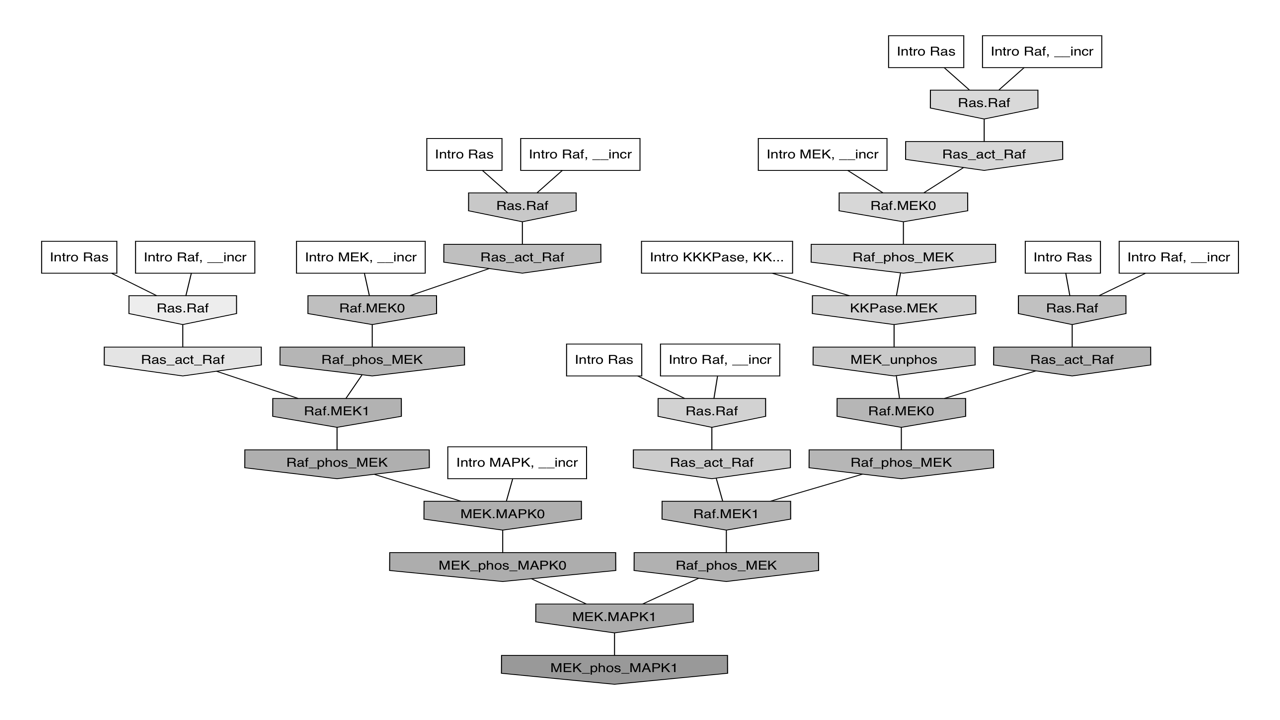 Intro Ras
Intro Raf, __incr
Ras.Raf
Intro Ras
Intro Raf, __incr
Intro MEK, __incr
Ras_act_Raf
Ras.Raf
Raf.MEK0
Intro Ras
Intro Raf, __incr
Intro MEK, __incr
Ras_act_Raf
Intro KKKPase, KK...
Raf_phos_MEK
Intro Ras
Intro Raf, __incr
Ras.Raf
Raf.MEK0
KKPase.MEK
Ras.Raf
Ras_act_Raf
Raf_phos_MEK
Intro Ras
Intro Raf, __incr
MEK_unphos
Ras_act_Raf
Raf.MEK1
Ras.Raf
Raf.MEK0
Raf_phos_MEK
Intro MAPK, __incr
Ras_act_Raf
Raf_phos_MEK
MEK.MAPK0
Raf.MEK1
MEK_phos_MAPK0
Raf_phos_MEK
MEK.MAPK1
MEK_phos_MAPK1